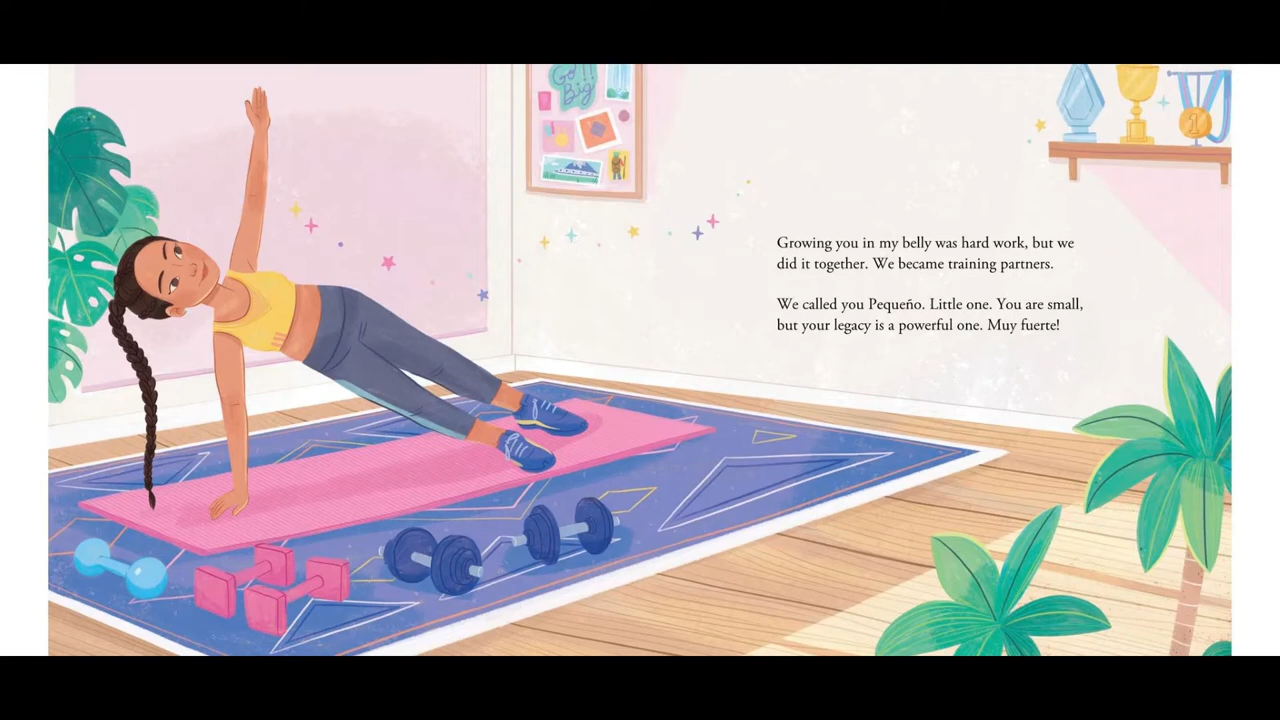 Go!!
Big
1
Growing you in my belly was hard work, but we
did it together. We became training partners.
We called you Pequeño. Little one. You are small,
but your legacy is a powerful one. Muy fuerte!